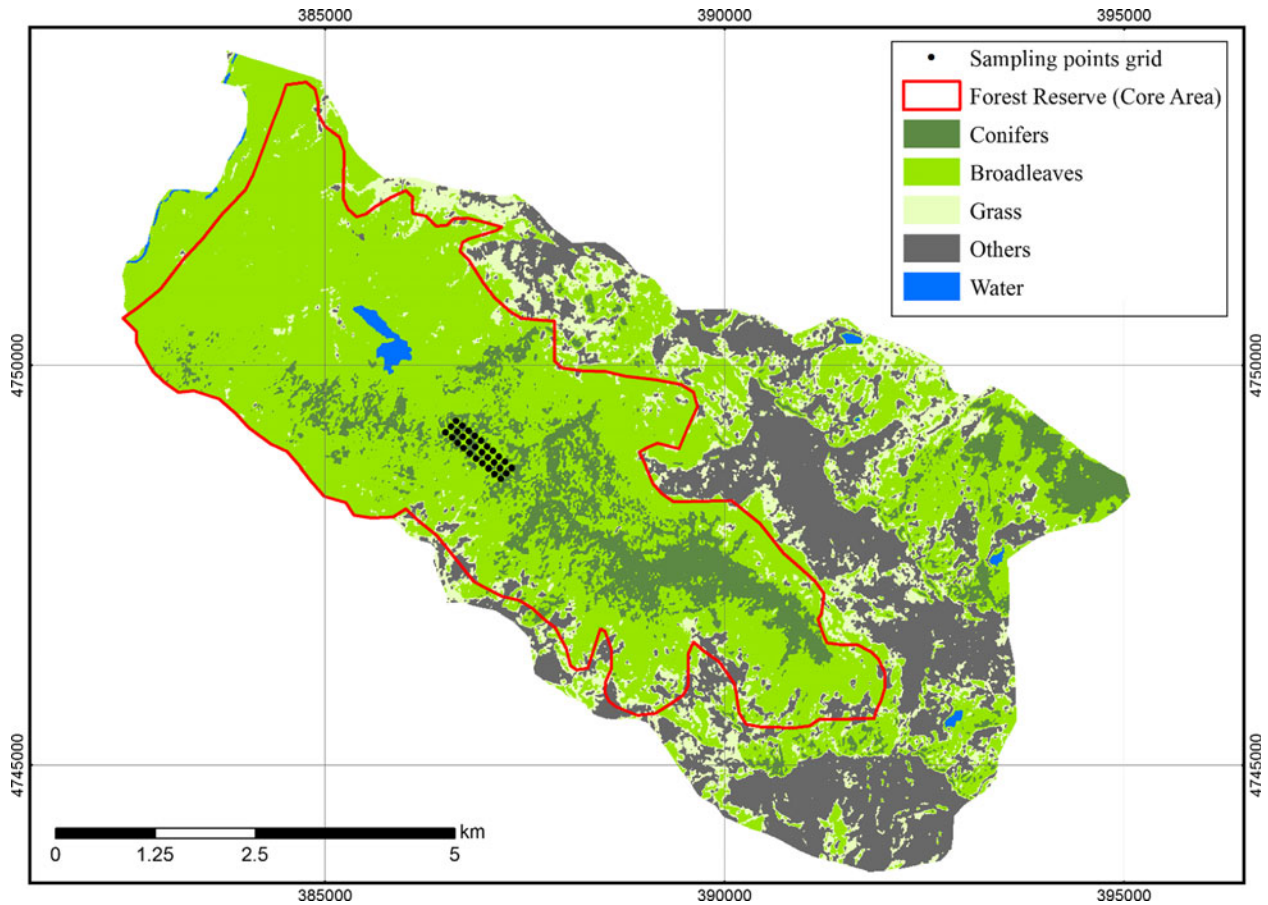 385000 390000 395000
Sampling points grid
Forest Reserve (Core Area)
Conifers
Broadleaves
Grass
Others
Water
4750000 4750000
4745000 4745000
km
0 1.25 2.5 5
385000 390000 395000